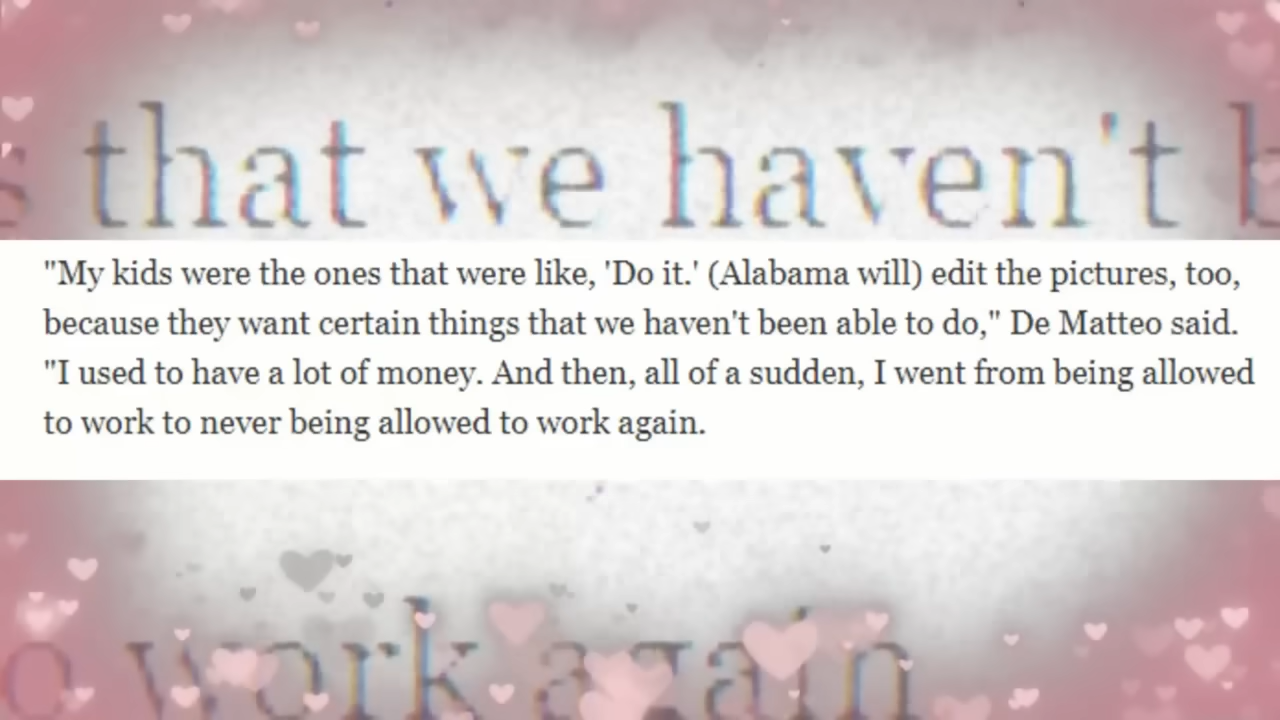 that we haven't
"My kids were the ones that were like, 'Do it.' (Alabama will) edit the pictures, too,
because they want certain things that we haven't been able to do," De Matteo said.
"I used to have a lot of money. And then, all of a sudden, I went from being allowed
to work to never being allowed to work again.
work again